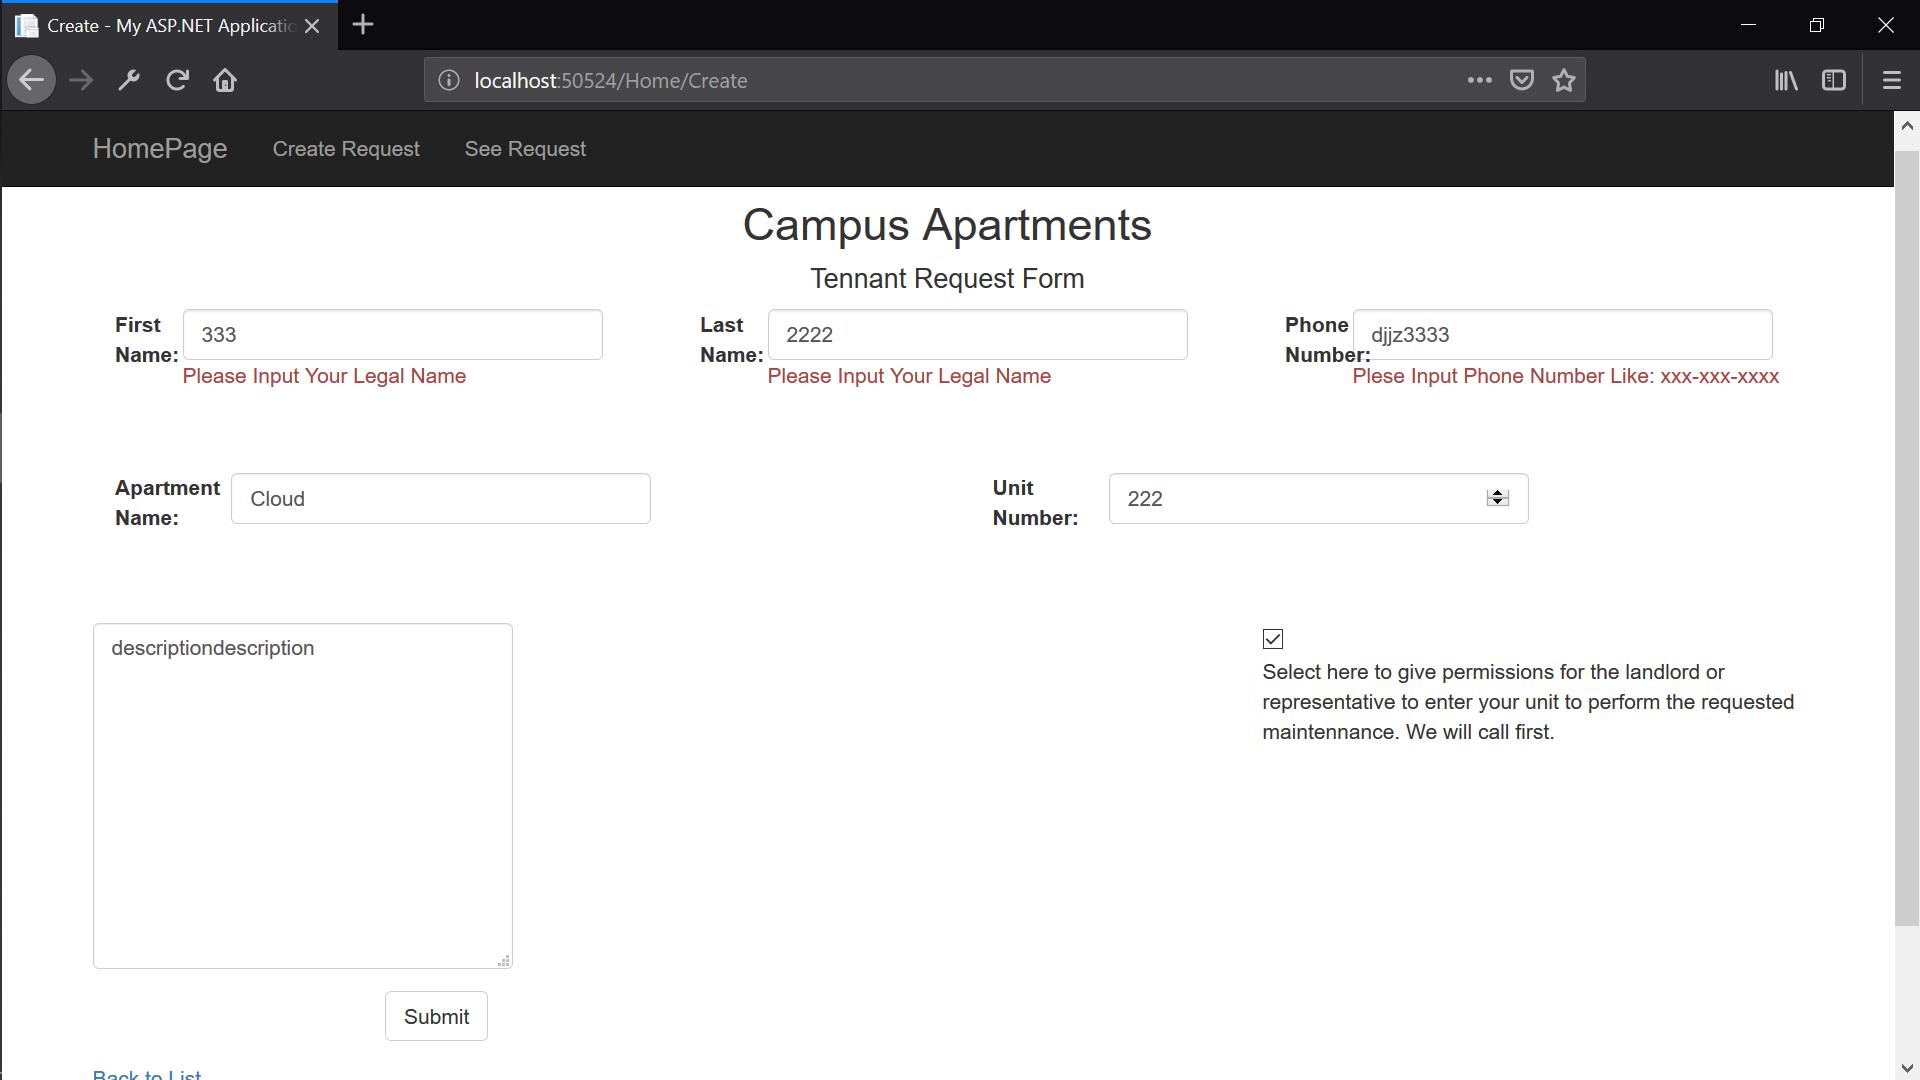 Create - My ASP.NET Applicatio
localhost:50524/Home/Create
HomePage Create Request See Request
Campus Apartments
Tennant Request Form
First Name: 333
Please Input Your Legal Name
Last Name: 2222
Please Input Your Legal Name
Phone Number: djjz3333
Plese Input Phone Number Like: xxx-xxx-xxxx
Apartment Name: Cloud
Unit Number: 222
descriptiondescription
Select here to give permissions for the landlord or
representative to enter your unit to perform the requested
maintennance. We will call first.
Submit
Back to List